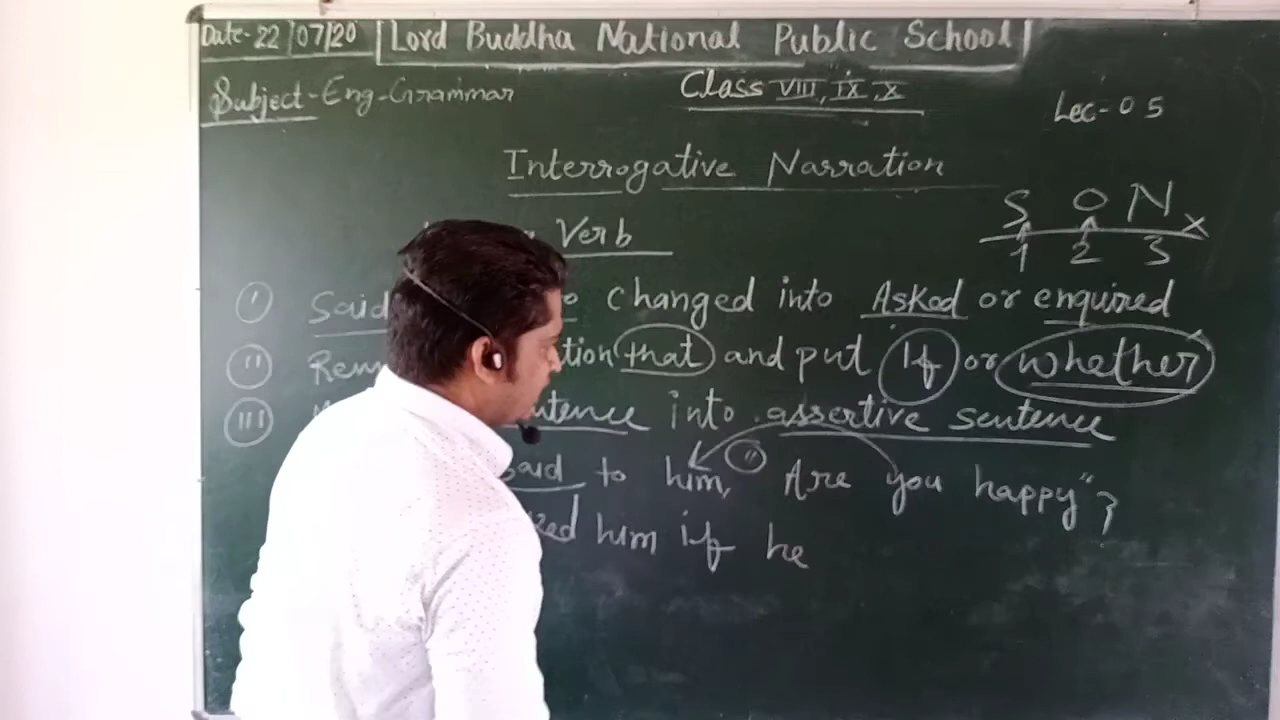 Date- 22/07/20 Lord Buddha National Public School
Subject-Eng-Grammar Class VIII, IX, X Lec-05
Interrogative Narration
S O N x
1 2 3
Verb
(i) Said changed into Asked or enquired
(ii) that and put If or whether
(iii) into assertive sentence
said to him, (") Are you happy"?
him if he